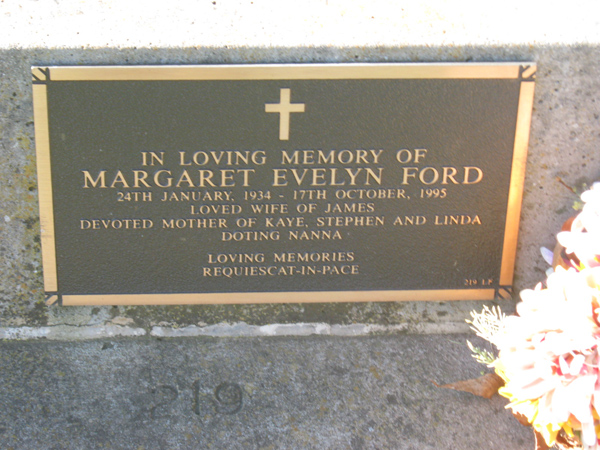 IN LOVING MEMORY OF
MARGARET EVELYN FORD
24TH JANUARY, 1934 - 17TH OCTOBER, 1995
LOVED WIFE OF JAMES
DEVOTED MOTHER OF KAYE, STEPHEN AND LINDA
DOTING NANNA
LOVING MEMORIES
REQUIESCAT-IN-PACE
219 LP
219